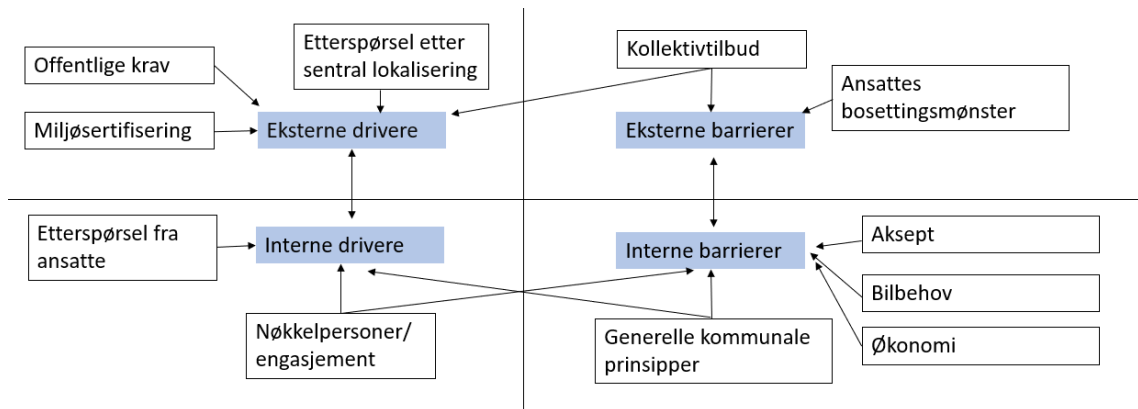 Offentlige krav
Etterspørsel etter
sentral lokalisering
Miljøsertifisering
Eksterne drivere
Kollektivtilbud
Ansattes
bosettingsmønster
Eksterne barrierer
Etterspørsel fra
ansatte
Interne drivere
Nøkkelpersoner/
engasjement
Interne barrierer
Aksept
Bilbehov
Økonomi
Generelle kommunale
prinsipper